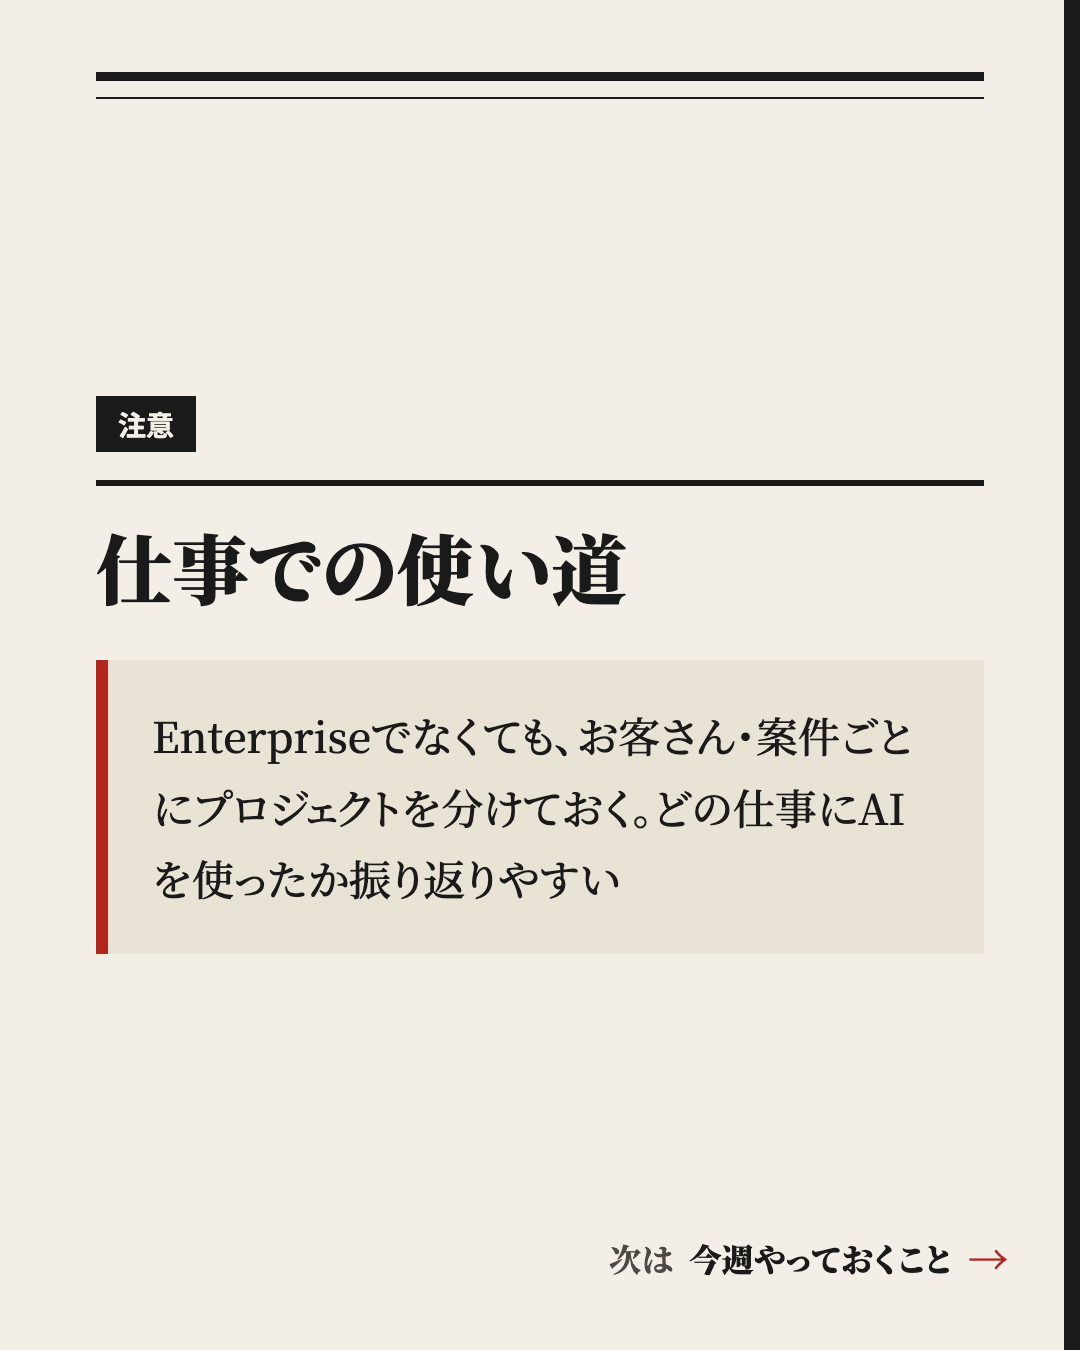 注意
仕事での使い道
Enterpriseでなくても、お客さん・案件ごと
にプロジェクトを分けておく。どの仕事にAI
を使ったか振り返りやすい
次は 今週やっておくこと →